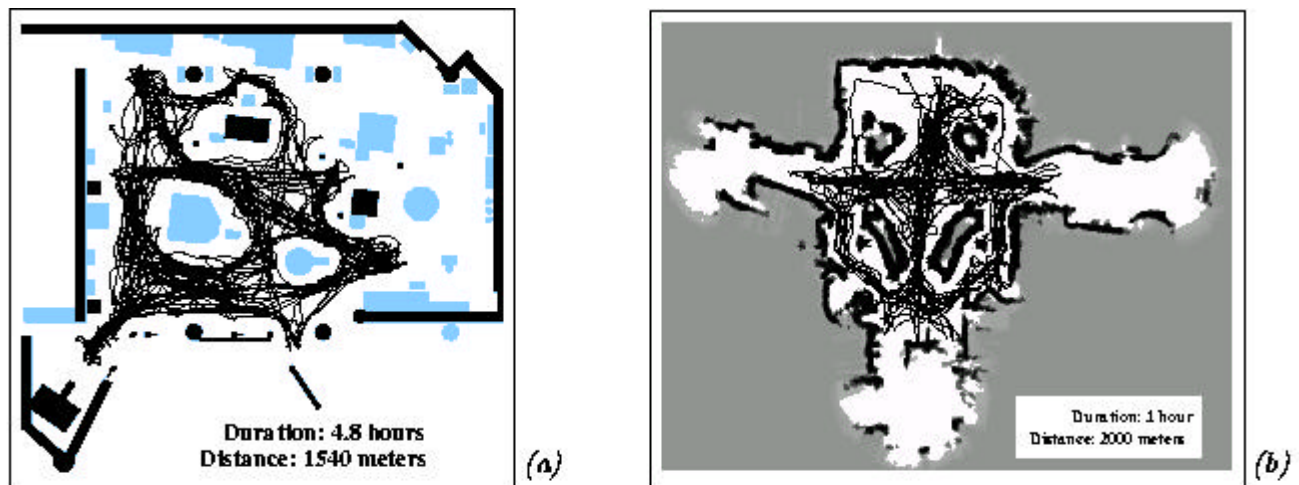 Duration: 4.8 hours
Distance: 1540 meters
(a)
Duration: 1 hour
Distance: 2000 meters
(b)